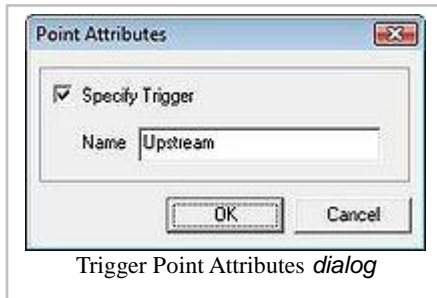 Point Attributes
Specify Trigger
Name Upstream
OK Cancel
Trigger Point Attributes dialog